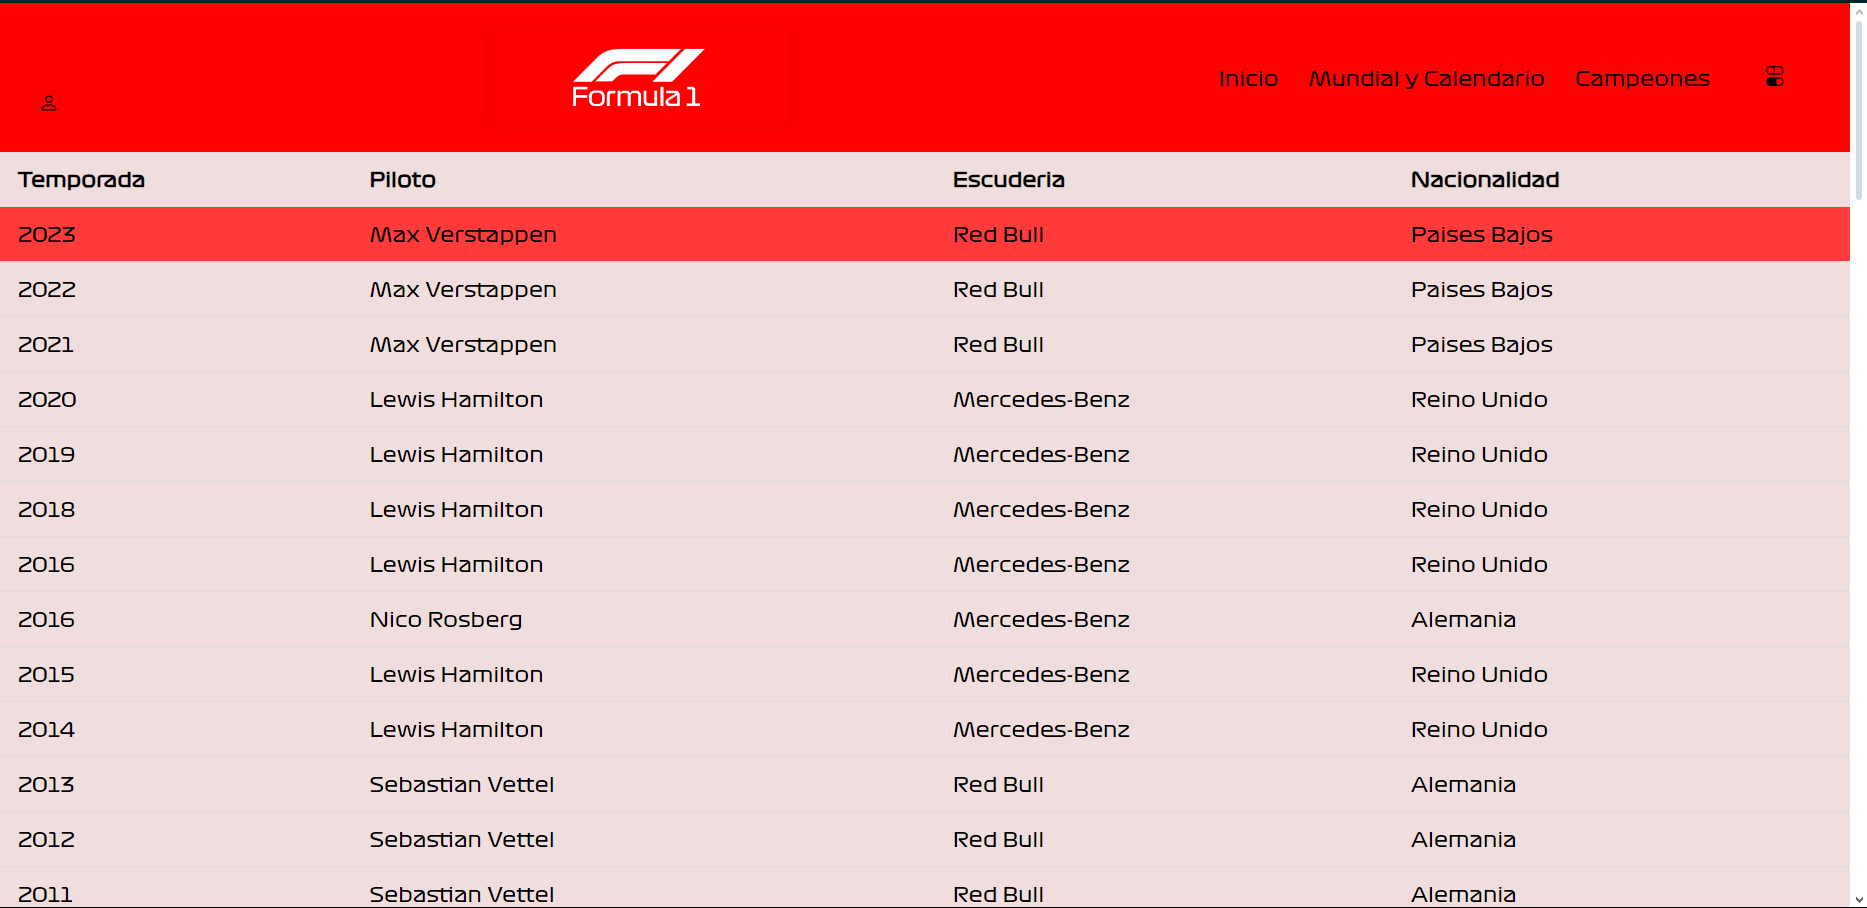 Formula 1
Inicio Mundial y Calendario Campeones
Temporada Piloto Escuderia Nacionalidad
2023 Max Verstappen Red Bull Paises Bajos
2022 Max Verstappen Red Bull Paises Bajos
2021 Max Verstappen Red Bull Paises Bajos
2020 Lewis Hamilton Mercedes-Benz Reino Unido
2019 Lewis Hamilton Mercedes-Benz Reino Unido
2018 Lewis Hamilton Mercedes-Benz Reino Unido
2016 Lewis Hamilton Mercedes-Benz Reino Unido
2016 Nico Rosberg Mercedes-Benz Alemania
2015 Lewis Hamilton Mercedes-Benz Reino Unido
2014 Lewis Hamilton Mercedes-Benz Reino Unido
2013 Sebastian Vettel Red Bull Alemania
2012 Sebastian Vettel Red Bull Alemania
2011 Sebastian Vettel Red Bull Alemania